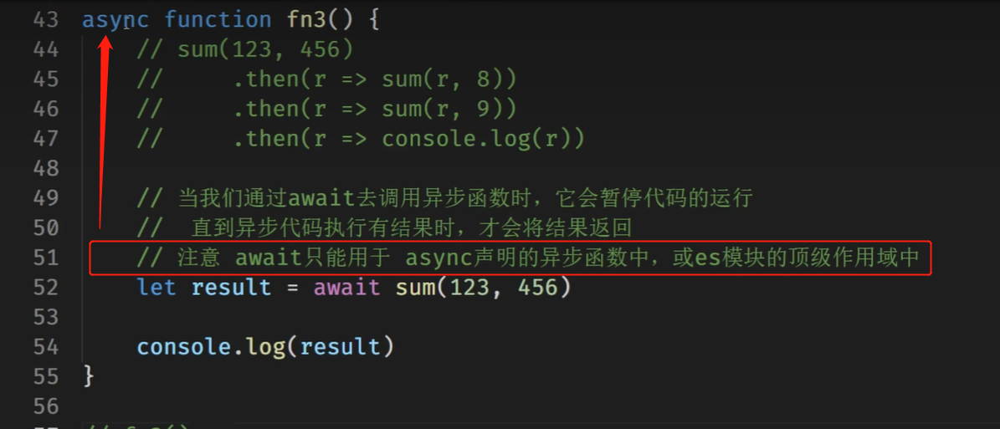 43 async function fn3() {
44     // sum(123, 456)
45     //     .then(r => sum(r, 8))
46     //     .then(r => sum(r, 9))
47     //     .then(r => console.log(r))
48
49     // 当我们通过await去调用异步函数时，它会暂停代码的运行
50     //  直到异步代码执行有结果时，才会将结果返回
51     // 注意 await只能用于 async声明的异步函数中，或es模块的顶级作用域中
52     let result = await sum(123, 456)
53
54     console.log(result)
55 }
56